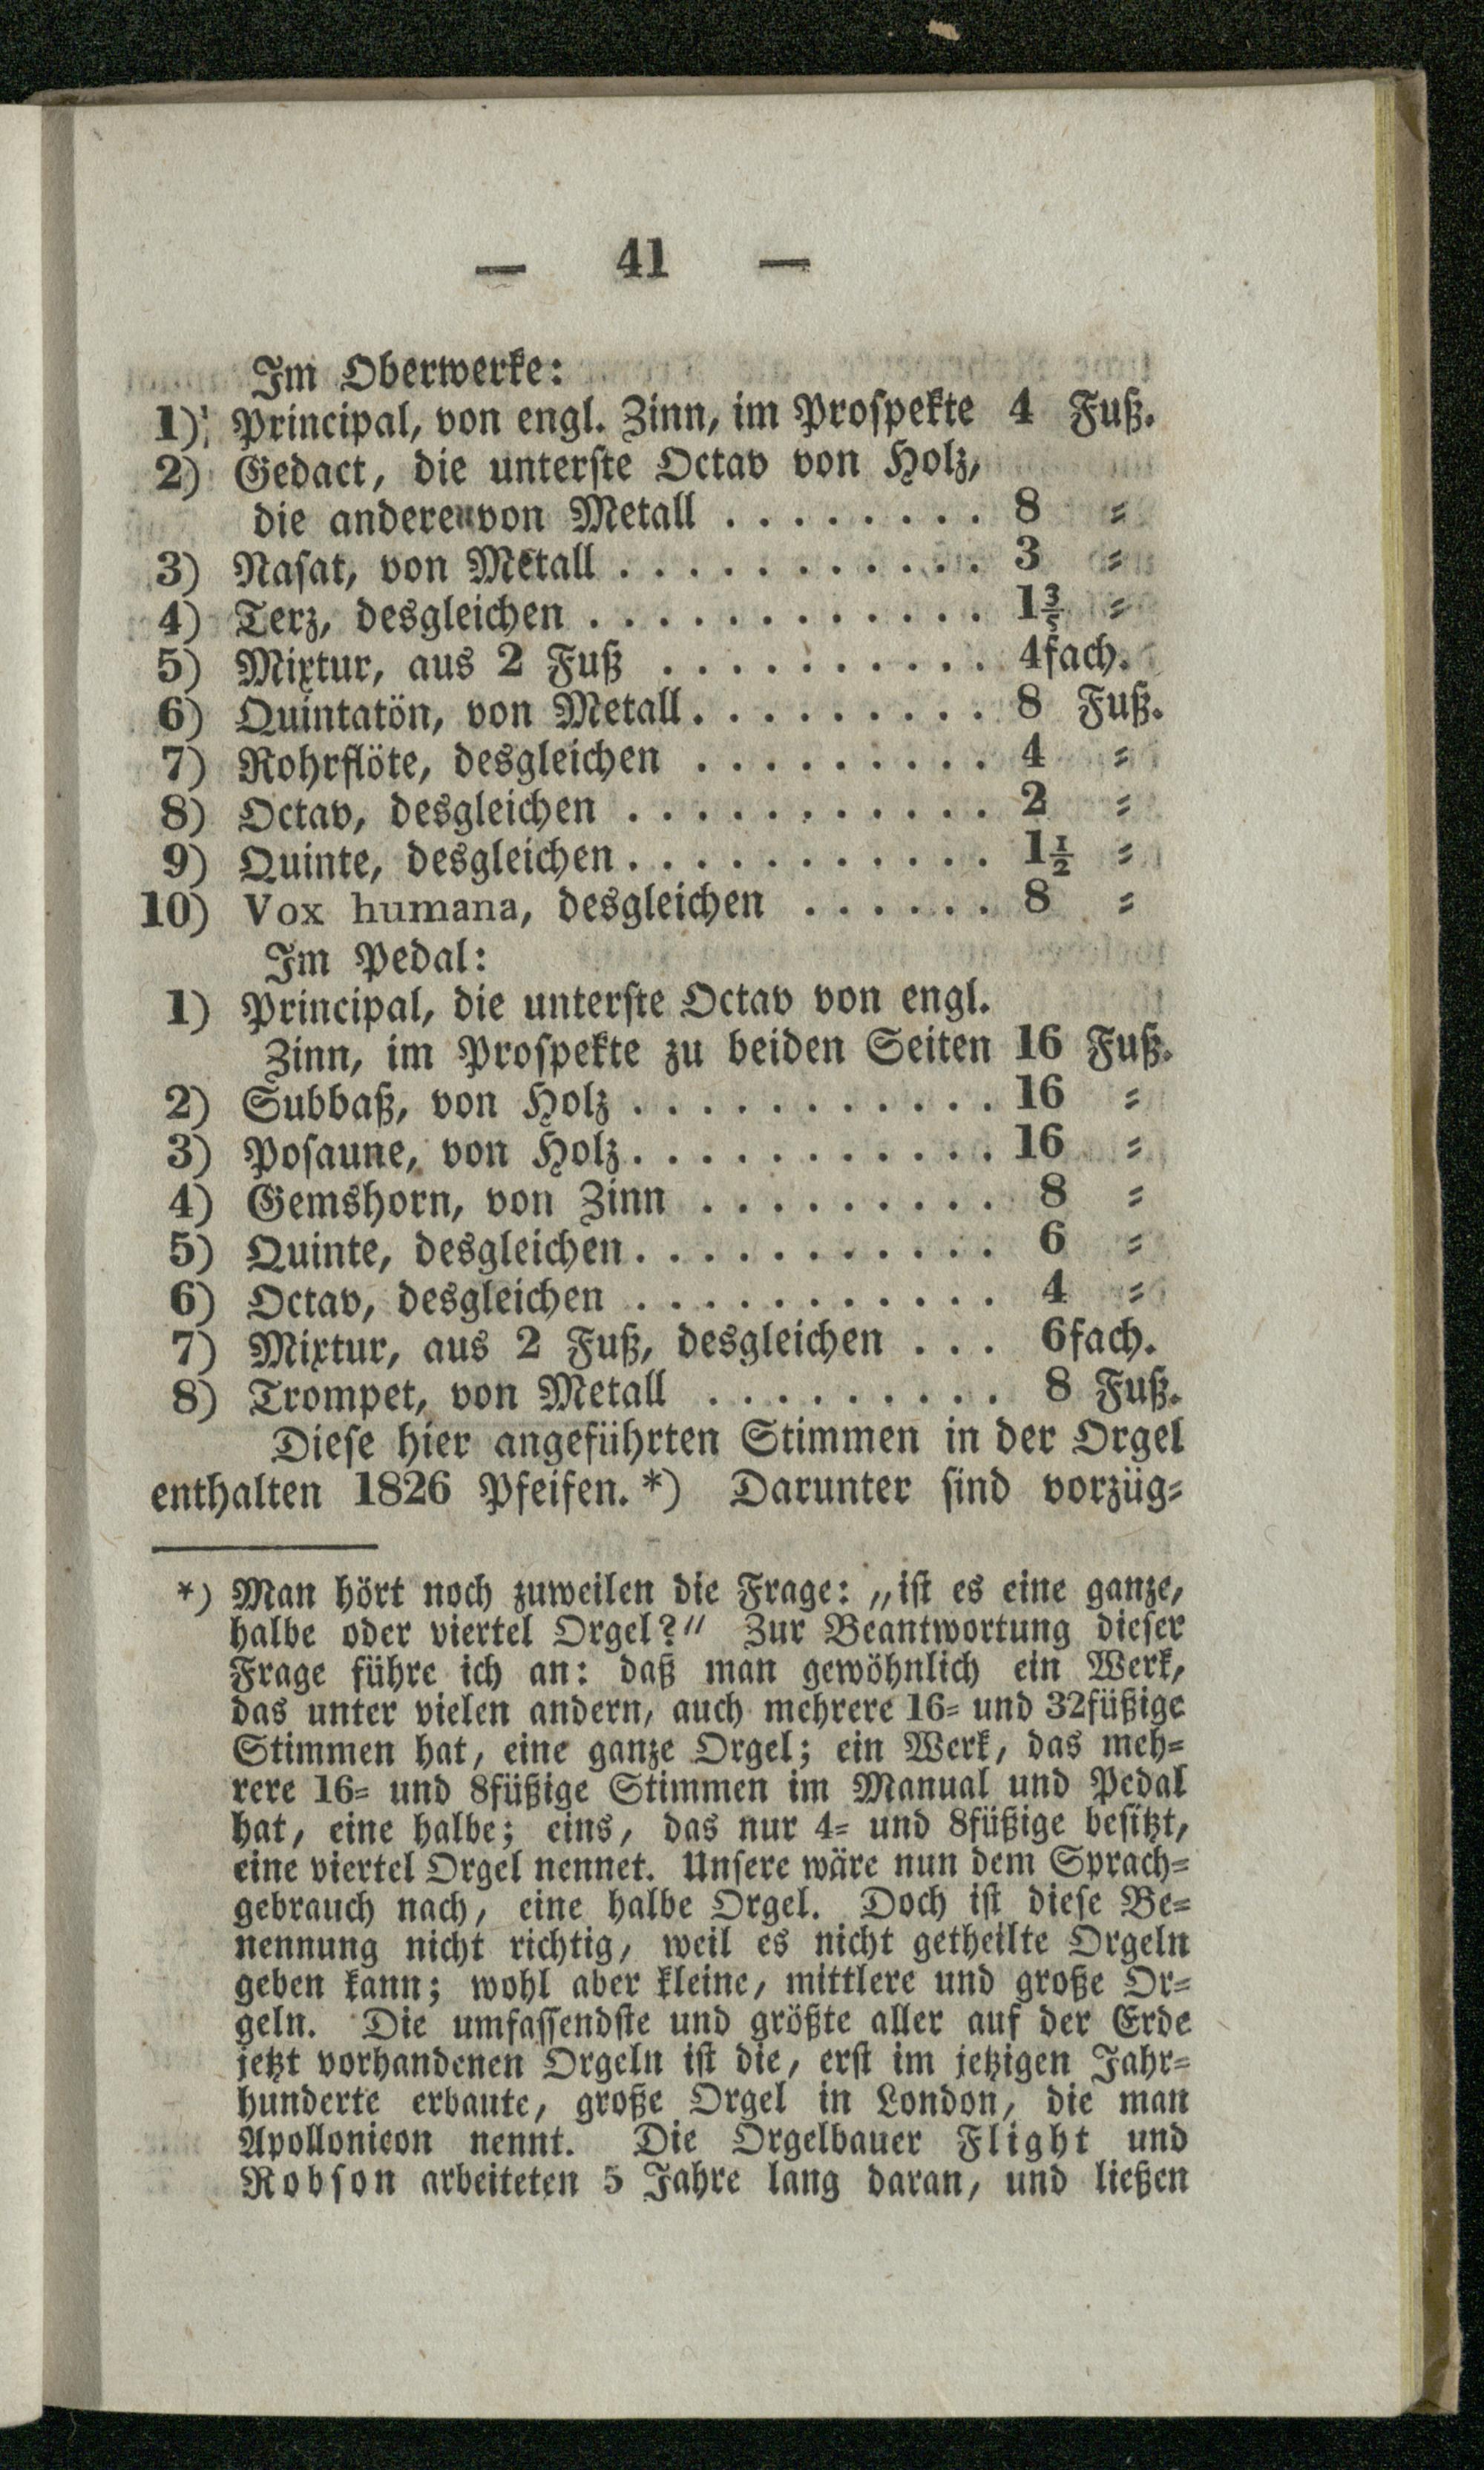 — 41 —
Im Oberwerke:
1) Principal, von engl. Zinn, im Prospekte 4 Fuß.
2) Gedact, die unterste Octav von Holz,
die anderen von Metall . . . . . . . . 8 〃
3) Nasat, von Metall . . . . . . . . . . . 3 〃
4) Terz, desgleichen . . . . . . . . . . . . 1⅗ 〃
5) Mixtur, aus 2 Fuß . . . . . . . . . . 4fach.
6) Quintatön, von Metall. . . . . . . . . 8 Fuß.
7) Rohrflöte, desgleichen . . . . . . . . . 4 〃
8) Octav, desgleichen . . . . . . . . . . . 2 〃
9) Quinte, desgleichen . . . . . . . . . . . 1½ 〃
10) Vox humana, desgleichen . . . . . . 8 〃
Im Pedal:
1) Principal, die unterste Octav von engl.
Zinn, im Prospekte zu beiden Seiten 16 Fuß.
2) Subbaß, von Holz . . . . . . . . . . . 16 〃
3) Posaune, von Holz. . . . . . . . . . . 16 〃
4) Gemshorn, von Zinn . . . . . . . . . 8 〃
5) Quinte, desgleichen . . . . . . . . . . . 6 〃
6) Octav, desgleichen . . . . . . . . . . . 4 〃
7) Mixtur, aus 2 Fuß, desgleichen . . . 6fach.
8) Trompet, von Metall . . . . . . . . . 8 Fuß.
Diese hier angeführten Stimmen in der Orgel
enthalten 1826 Pfeifen. *) Darunter sind vorzüg-
*) Man hört noch zuweilen die Frage: „ist es eine ganze,
halbe oder viertel Orgel?" Zur Beantwortung dieser
Frage führe ich an: daß man gewöhnlich ein Werk,
das unter vielen andern, auch mehrere 16- und 32füßige
Stimmen hat, eine ganze Orgel; ein Werk, das meh-
rere 16- und 8füßige Stimmen im Manual und Pedal
hat, eine halbe; eins, das nur 4- und 8füßige besitzt,
eine viertel Orgel nennet. Unsere wäre nun dem Sprach-
gebrauch nach, eine halbe Orgel. Doch ist diese Be-
nennung nicht richtig, weil es nicht getheilte Orgeln
geben kann; wohl aber kleine, mittlere und große Or-
geln. Die umfassendste und größte aller auf der Erde
jetzt vorhandenen Orgeln ist die, erst im jetzigen Jahr-
hunderte erbaute, große Orgel in London, die man
Apollonicon nennt. Die Orgelbauer Flight und
Robson arbeiteten 5 Jahre lang daran, und ließen